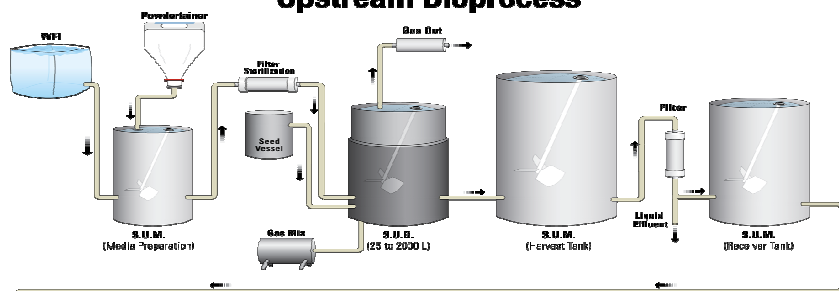 Upstream Bioprocess
Powdertainer
WFI
Gas Out
Filter
Sterilization
Seed
Vessel
Filter
Liquid
Effluent
Gas Mix
S.U.M.
(Media Preparation)
S.U.B.
(25 to 2000 L)
S.U.M.
(Harvest Tank)
S.U.M.
(Receiver Tank)